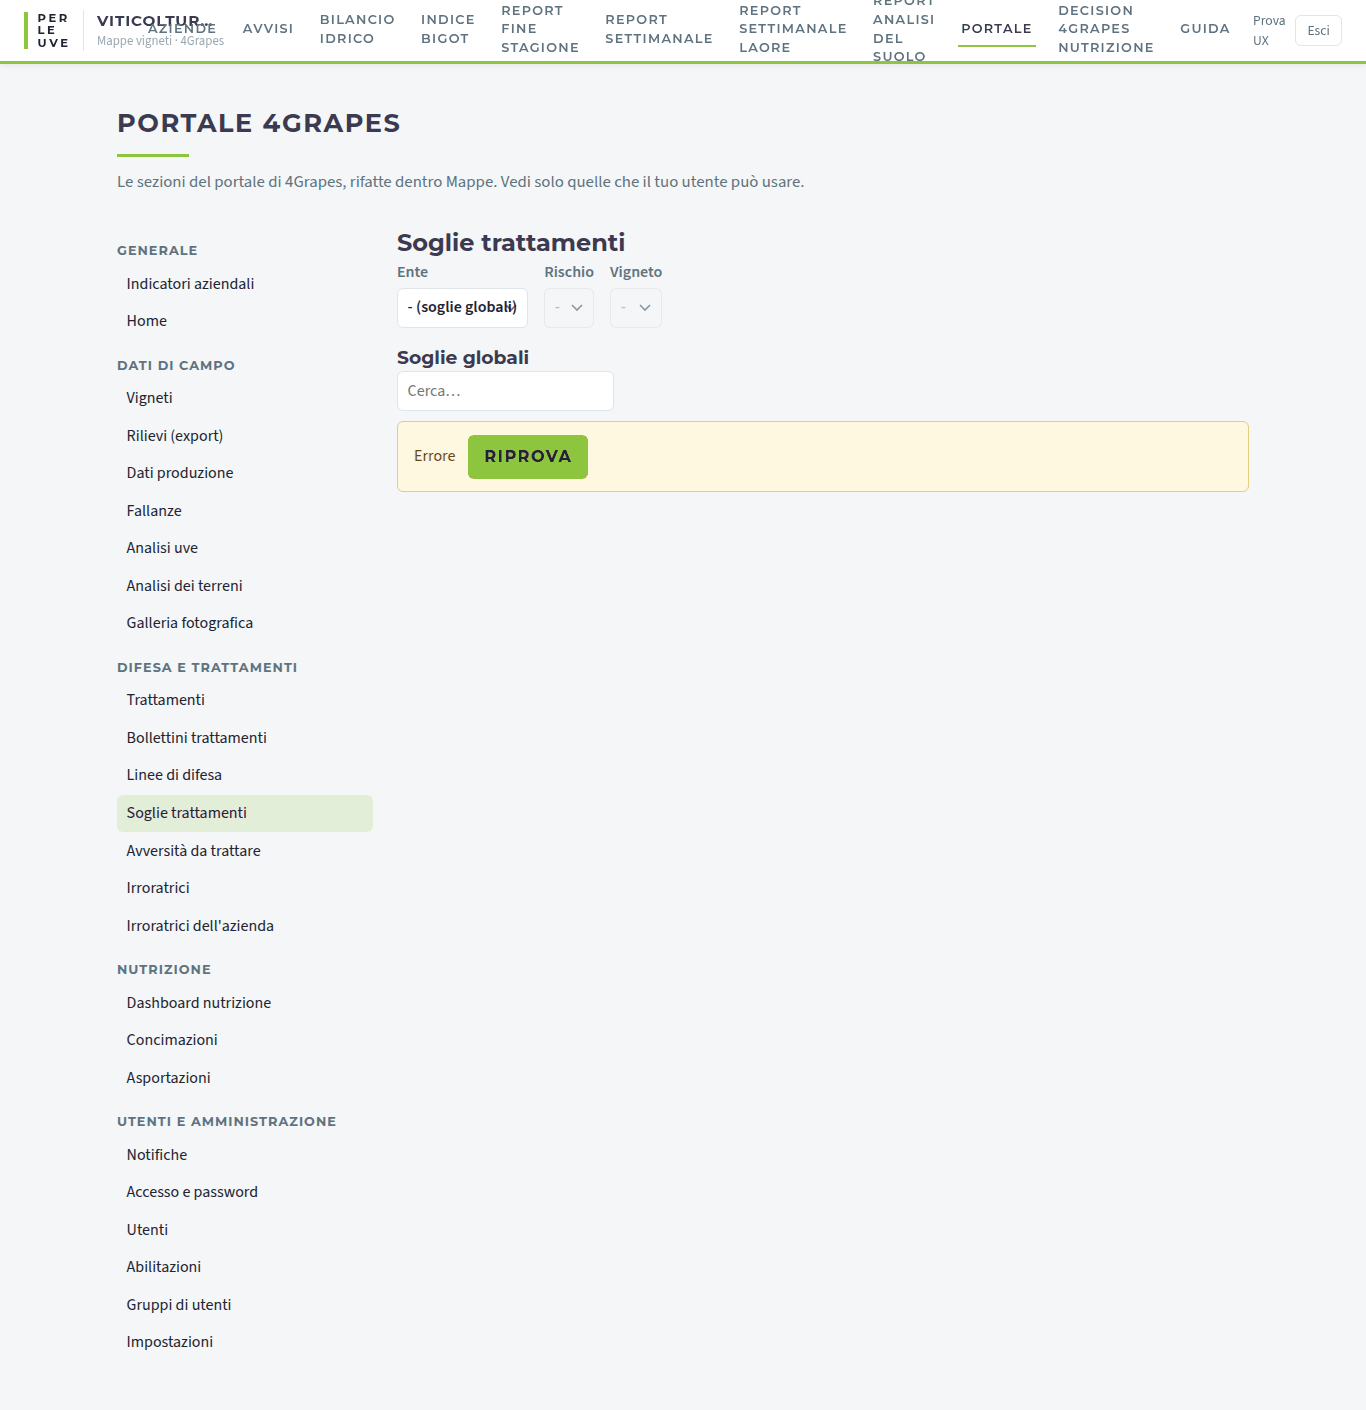 PER
LE
UVE
VITICOLTUR...
Mappe vigneti · 4Grapes
AZIENDE
AVVISI
BILANCIO
IDRICO
INDICE
BIGOT
REPORT
FINE
STAGIONE
REPORT
SETTIMANALE
REPORT
SETTIMANALE
LAORE
REPORT
ANALISI
DEL
SUOLO
PORTALE
DECISION
4GRAPES
NUTRIZIONE
GUIDA
Prova
UX
Esci
PORTALE 4GRAPES
Le sezioni del portale di 4Grapes, rifatte dentro Mappe. Vedi solo quelle che il tuo utente può usare.
GENERALE
Indicatori aziendali
Home
DATI DI CAMPO
Vigneti
Rilievi (export)
Dati produzione
Fallanze
Analisi uve
Analisi dei terreni
Galleria fotografica
DIFESA E TRATTAMENTI
Trattamenti
Bollettini trattamenti
Linee di difesa
Soglie trattamenti
Avversità da trattare
Irroratrici
Irroratrici dell'azienda
NUTRIZIONE
Dashboard nutrizione
Concimazioni
Asportazioni
UTENTI E AMMINISTRAZIONE
Notifiche
Accesso e password
Utenti
Abilitazioni
Gruppi di utenti
Impostazioni
Soglie trattamenti
Ente Rischio Vigneto
- (soglie globali) - -
Soglie globali
Cerca…
Errore RIPROVA